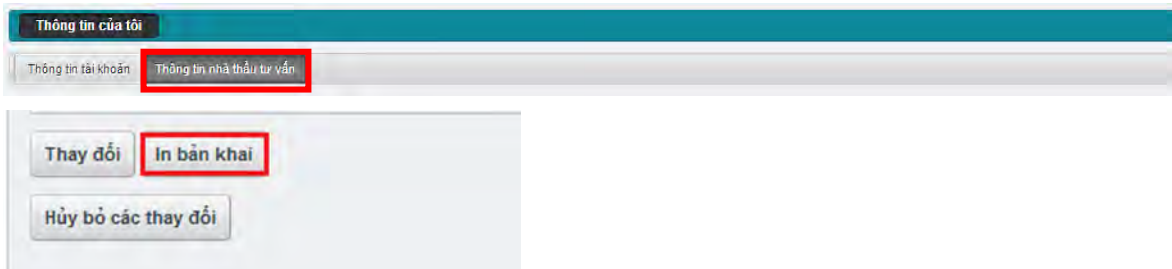 Thông tin của tôi
Thông tin tài khoản Thông tin nhà thầu tư vấn
Thay đổi In bản khai
Hủy bỏ các thay đổi